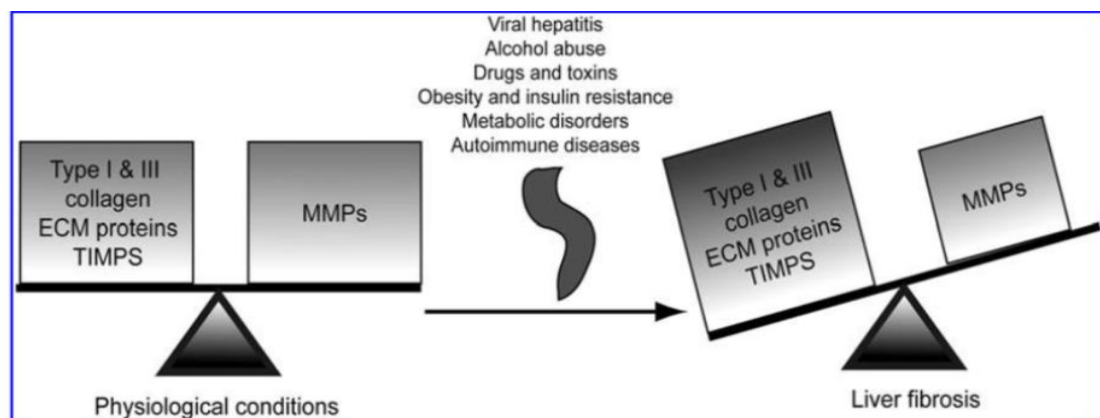 Viral hepatitis
Alcohol abuse
Drugs and toxins
Obesity and insulin resistance
Metabolic disorders
Autoimmune diseases
Type I & III
collagen
ECM proteins
TIMPS
MMPs
Type I & III
collagen
ECM proteins
TIMPS
MMPs
Physiological conditions
Liver fibrosis